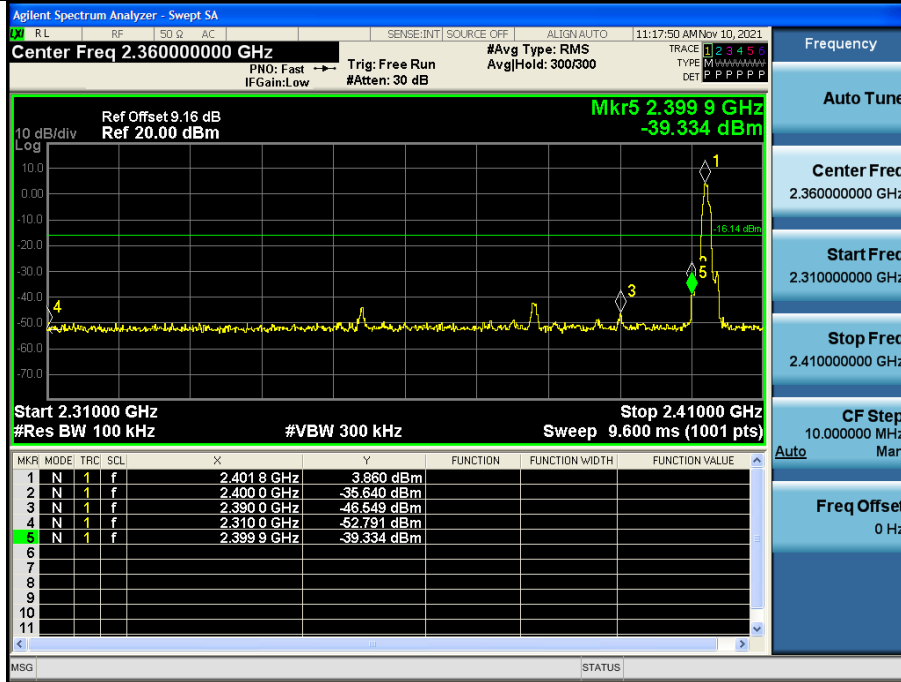 Agilent Spectrum Analyzer - Swept SA
LXI RL RF 50 Ω AC SENSE:INT SOURCE OFF ALIGN AUTO 11:17:50 AM Nov 10, 2021
Center Freq 2.360000000 GHz
PNO: Fast
IFGain:Low
Trig: Free Run
#Atten: 30 dB
#Avg Type: RMS
Avg|Hold: 300/300
TRACE 1 2 3 4 5 6
TYPE M WWWWW
DET P P P P P P
Ref Offset 9.16 dB
10 dB/div Ref 20.00 dBm
Log
Mkr5 2.399 9 GHz
-39.334 dBm
10.0
0.00
-10.0
-20.0
-30.0
-40.0
-50.0
-60.0
-70.0
1
-16.14 dBm
5
3
4
Start 2.31000 GHz Stop 2.41000 GHz
#Res BW 100 kHz #VBW 300 kHz Sweep 9.600 ms (1001 pts)
MKR MODE TRC SCL X Y FUNCTION FUNCTION WIDTH FUNCTION VALUE
1 N 1 f 2.401 8 GHz 3.860 dBm
2 N 1 f 2.400 0 GHz -35.640 dBm
3 N 1 f 2.390 0 GHz -46.549 dBm
4 N 1 f 2.310 0 GHz -52.791 dBm
5 N 1 f 2.399 9 GHz -39.334 dBm
6
7
8
9
10
11
MSG STATUS
Frequency
Auto Tune
Center Freq
2.360000000 GHz
Start Freq
2.310000000 GHz
Stop Freq
2.410000000 GHz
CF Step
10.000000 MHz
Auto Man
Freq Offset
0 Hz